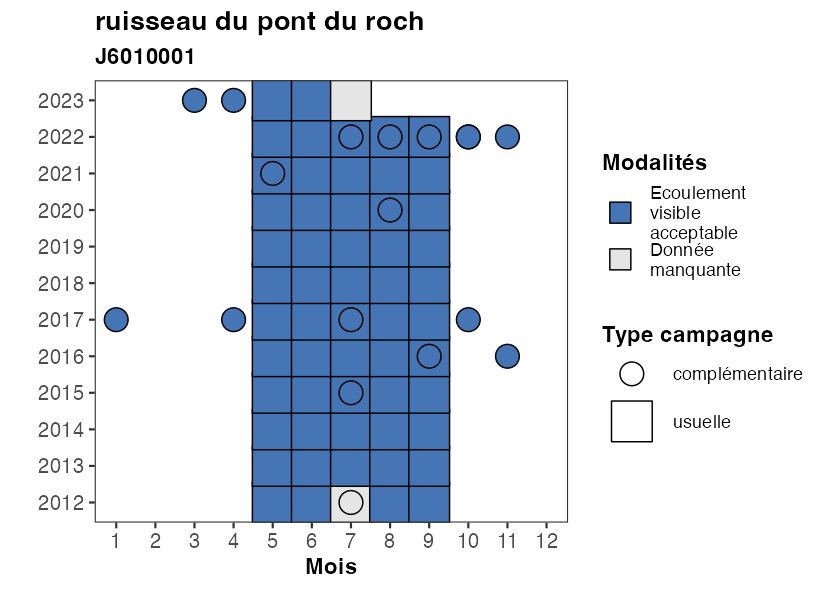 ruisseau du pont du roch
J6010001
2023
2022
2021
2020
2019
2018
2017
2016
2015
2014
2013
2012
1 2 3 4 5 6 7 8 9 10 11 12
Mois
Modalités
Ecoulement
visible
acceptable
Donnée
manquante
Type campagne
complémentaire
usuelle